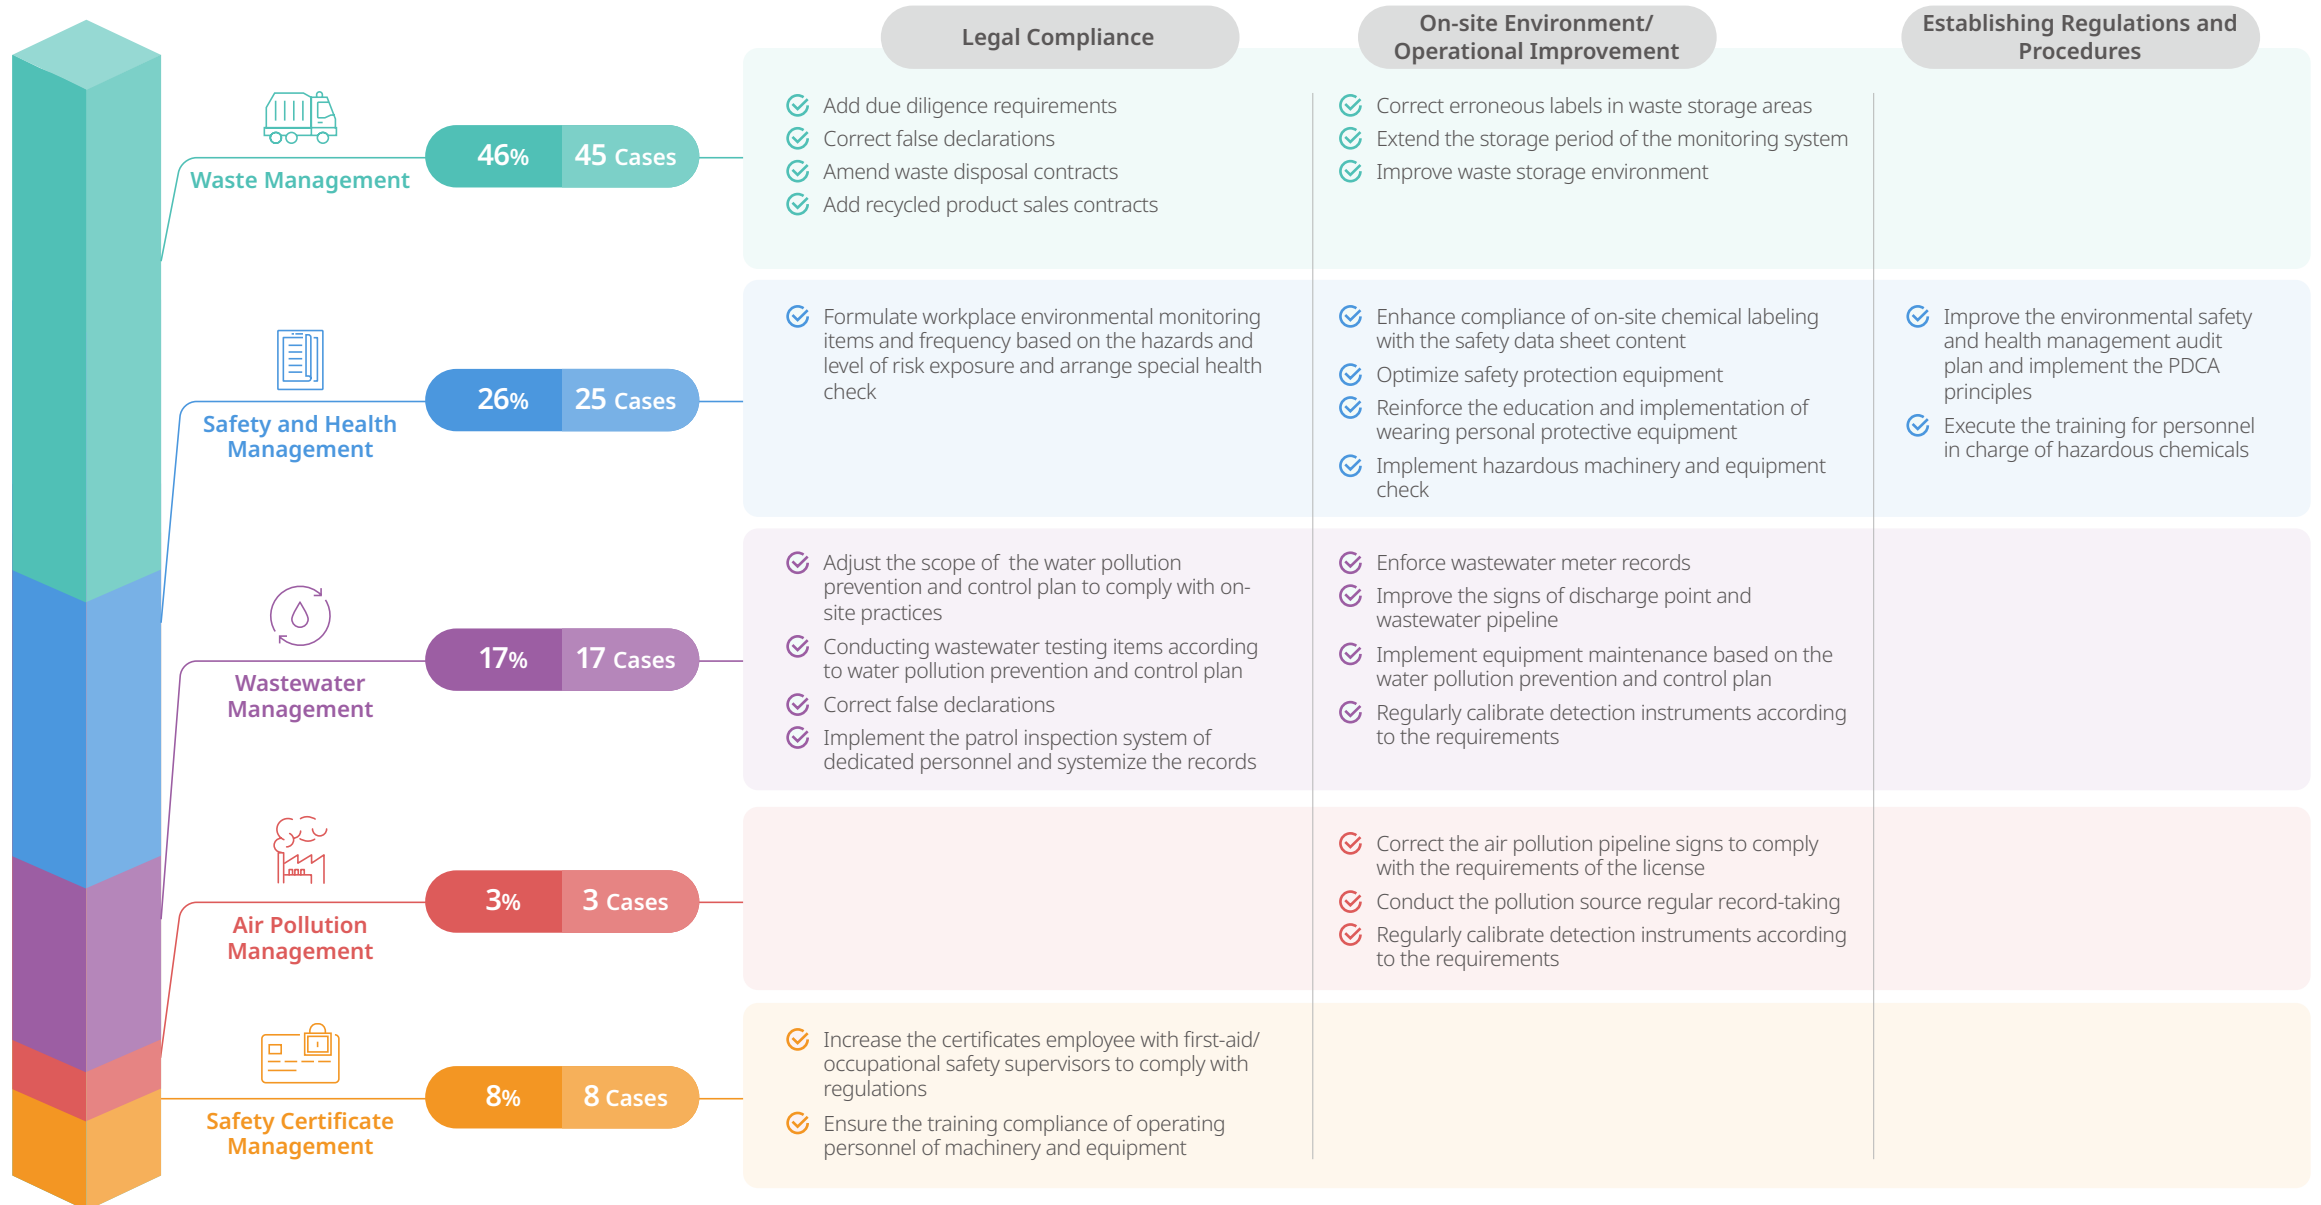 Legal Compliance
On-site Environment/
Operational Improvement
Establishing Regulations and
Procedures
Waste Management
46%
45 Cases
Add due diligence requirements
Correct false declarations
Amend waste disposal contracts
Add recycled product sales contracts
Correct erroneous labels in waste storage areas
Extend the storage period of the monitoring system
Improve waste storage environment
Safety and Health
Management
26%
25 Cases
Formulate workplace environmental monitoring
items and frequency based on the hazards and
level of risk exposure and arrange special health
check
Enhance compliance of on-site chemical labeling
with the safety data sheet content
Optimize safety protection equipment
Reinforce the education and implementation of
wearing personal protective equipment
Implement hazardous machinery and equipment
check
Improve the environmental safety
and health management audit
plan and implement the PDCA
principles
Execute the training for personnel
in charge of hazardous chemicals
Wastewater
Management
17%
17 Cases
Adjust the scope of  the water pollution
prevention and control plan to comply with on-
site practices
Conducting wastewater testing items according
to water pollution prevention and control plan
Correct false declarations
Implement the patrol inspection system of
dedicated personnel and systemize the records
Enforce wastewater meter records
Improve the signs of discharge point and
wastewater pipeline
Implement equipment maintenance based on the
water pollution prevention and control plan
Regularly calibrate detection instruments according
to the requirements
Air Pollution
Management
3%
3 Cases
Correct the air pollution pipeline signs to comply
with the requirements of the license
Conduct the pollution source regular record-taking
Regularly calibrate detection instruments according
to the requirements
Safety Certificate
Management
8%
8 Cases
Increase the certificates employee with first-aid/
occupational safety supervisors to comply with
regulations
Ensure the training compliance of operating
personnel of machinery and equipment